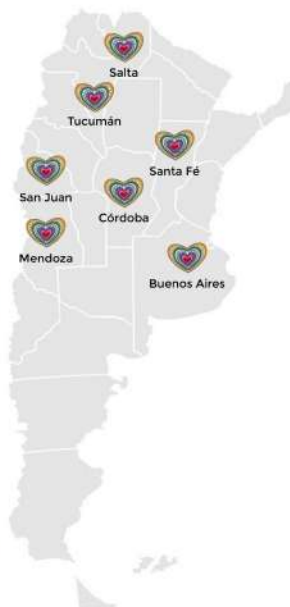 Salta
Tucumán
Santa Fé
San Juan
Córdoba
Mendoza
Buenos Aires